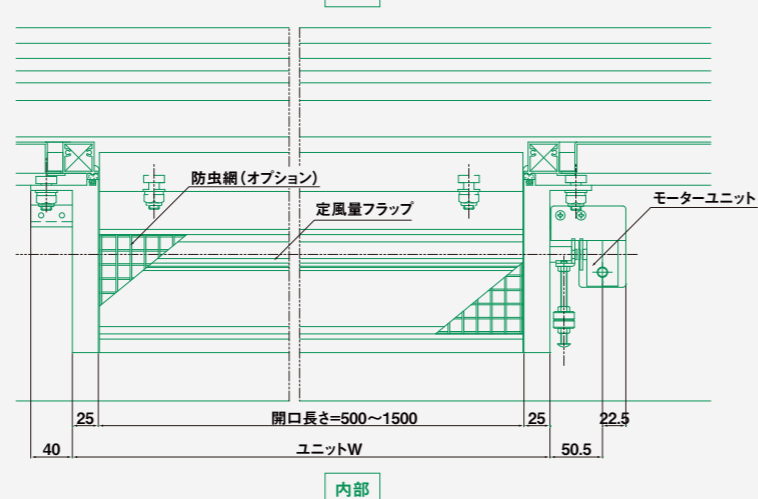 防虫網（オプション）
定風量フラップ
モーターユニット
25
開口長さ=500〜1500
25
22.5
40
ユニットW
50.5
内部